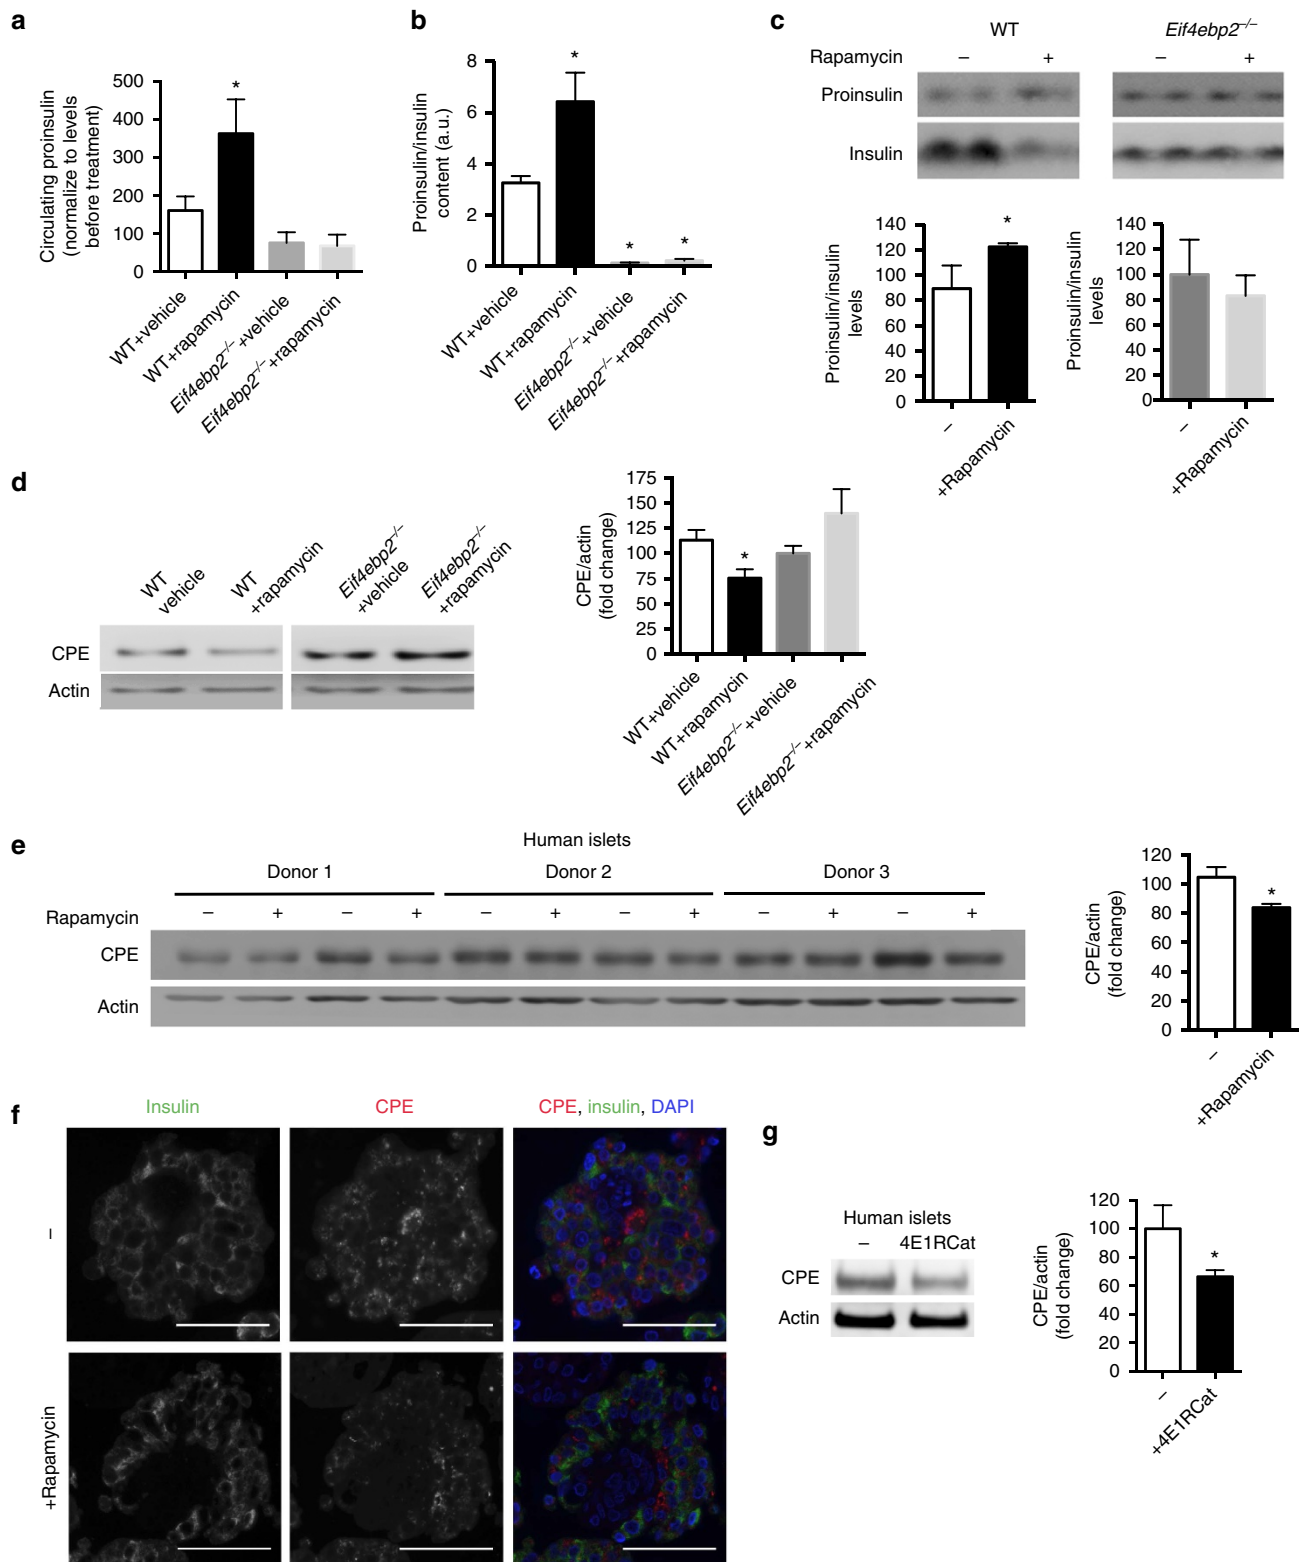 a
Circulating proinsulin
(normalize to levels
before treatment)
500
400
300
200
100
0
*
WT+vehicle
WT+rapamycin
Eif4ebp2–/–+vehicle
Eif4ebp2–/–+rapamycin
b
Proinsulin/insulin
content (a.u.)
8
6
4
2
0
*
*
*
WT+vehicle
WT+rapamycin
Eif4ebp2–/–+vehicle
Eif4ebp2–/–+rapamycin
c
WT
Eif4ebp2–/–
Rapamycin – + – +
Proinsulin
Insulin
Proinsulin/insulin
levels
140
120
100
80
60
40
20
0
*
–
+Rapamycin
Proinsulin/insulin
levels
140
120
100
80
60
40
20
0
–
+Rapamycin
d
WT
vehicle
WT
+rapamycin
Eif4ebp2–/–
+vehicle
Eif4ebp2–/–
+rapamycin
CPE
Actin
CPE/actin
(fold change)
175
150
125
100
75
50
25
0
*
WT+vehicle
WT+rapamycin
Eif4ebp2–/–+vehicle
Eif4ebp2–/–+rapamycin
e
Human islets
Donor 1 Donor 2 Donor 3
Rapamycin – + – + – + – + – + – +
CPE
Actin
CPE/actin
(fold change)
120
100
80
60
40
20
0
*
–
+Rapamycin
f
Insulin CPE CPE, insulin, DAPI
–
+Rapamycin
g
Human islets
– 4E1RCat
CPE
Actin
CPE/actin
(fold change)
120
100
80
60
40
20
0
*
–
+4E1RCat